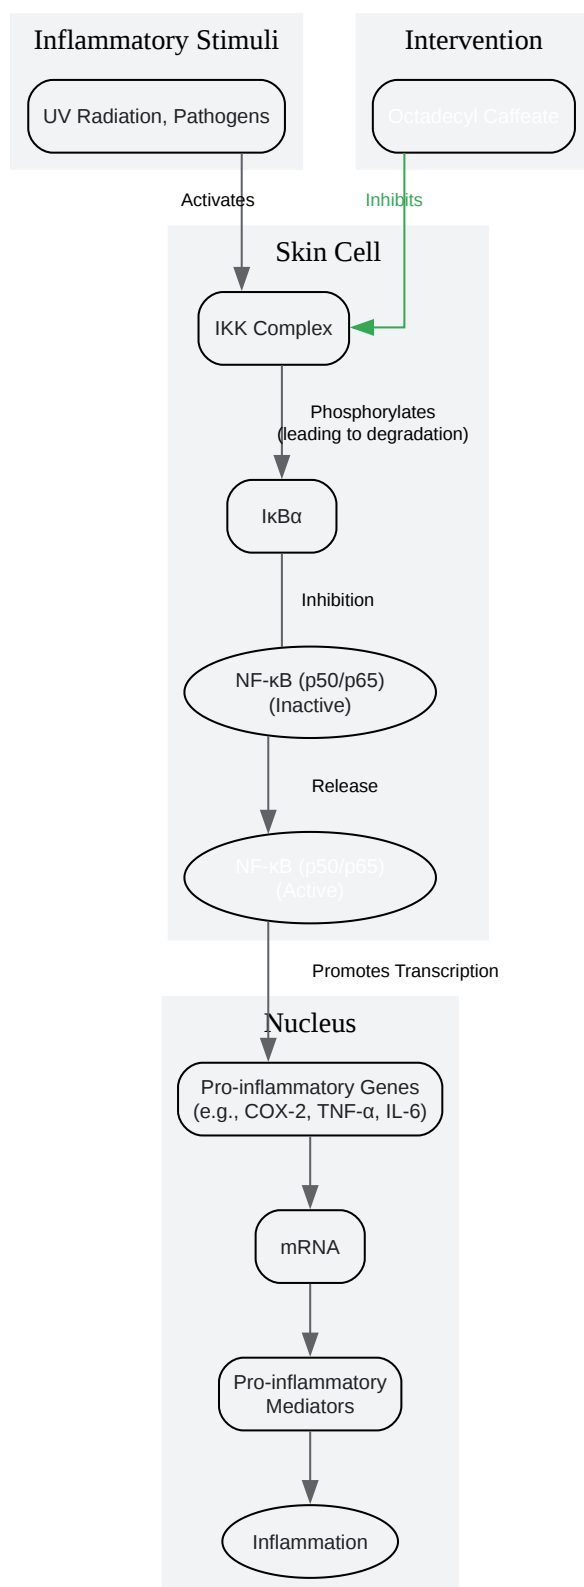 Inflammatory Stimuli
Intervention
UV Radiation, Pathogens
Octadecyl Caffeate
Activates
Inhibits
Skin Cell
IKK Complex
Phosphorylates
(leading to degradation)
IκBα
Inhibition
NF-κB (p50/p65)
(Inactive)
Release
NF-κB (p50/p65)
(Active)
Promotes Transcription
Nucleus
Pro-inflammatory Genes
(e.g., COX-2, TNF-α, IL-6)
mRNA
Pro-inflammatory
Mediators
Inflammation